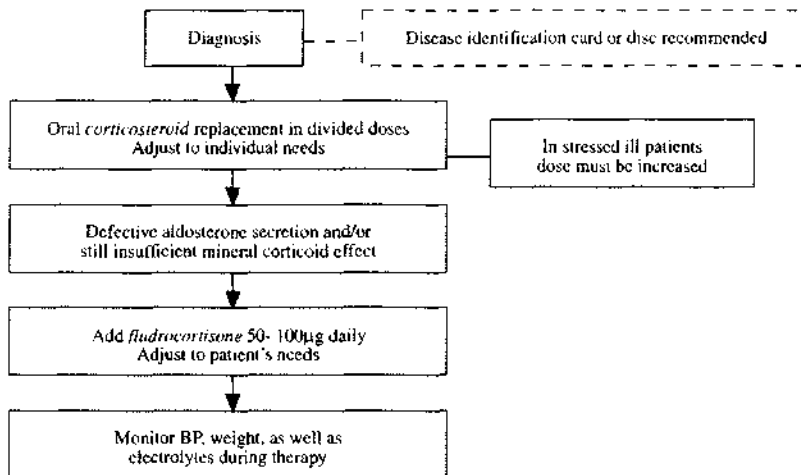 Diagnosis
Disease identification card or disc recommended
Oral corticosteroid replacement in divided doses
Adjust to individual needs
In stressed ill patients
dose must be increased
Defective aldosterone secretion and/or
still insufficient mineral corticoid effect
Add fludrocortisone 50- 100µg daily
Adjust to patient's needs
Monitor BP, weight, as well as
electrolytes during therapy